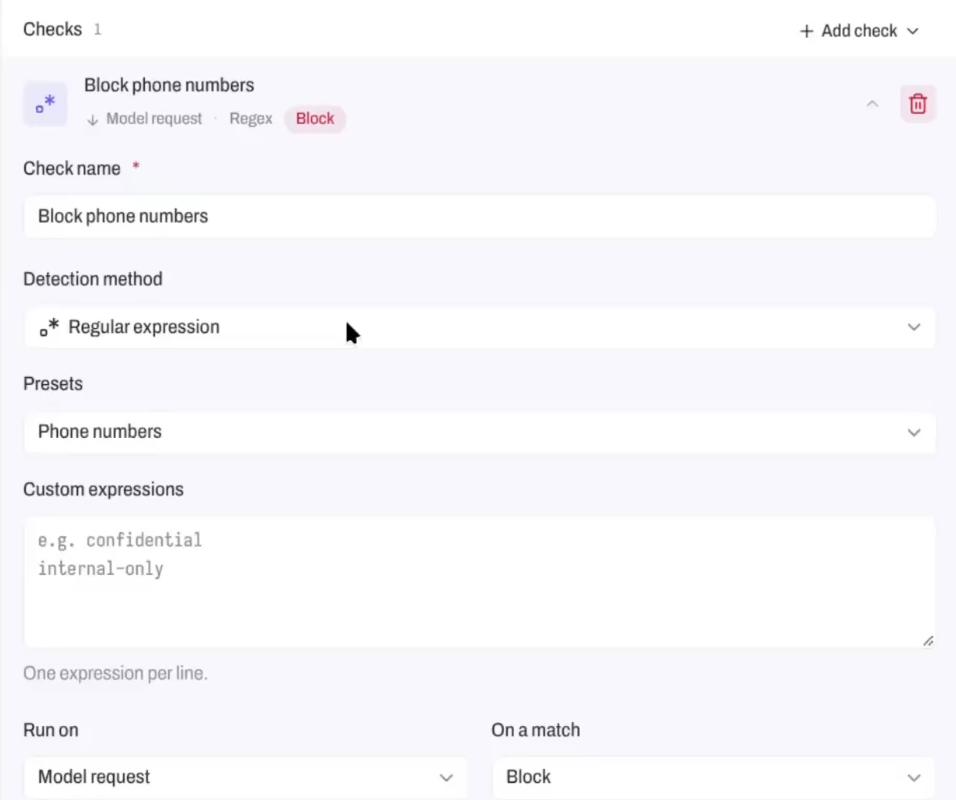 Checks 1
+ Add check
Block phone numbers
↓ Model request · Regex Block
Check name *
Block phone numbers
Detection method
Regular expression
Presets
Phone numbers
Custom expressions
e.g. confidential
internal-only
One expression per line.
Run on On a match
Model request Block